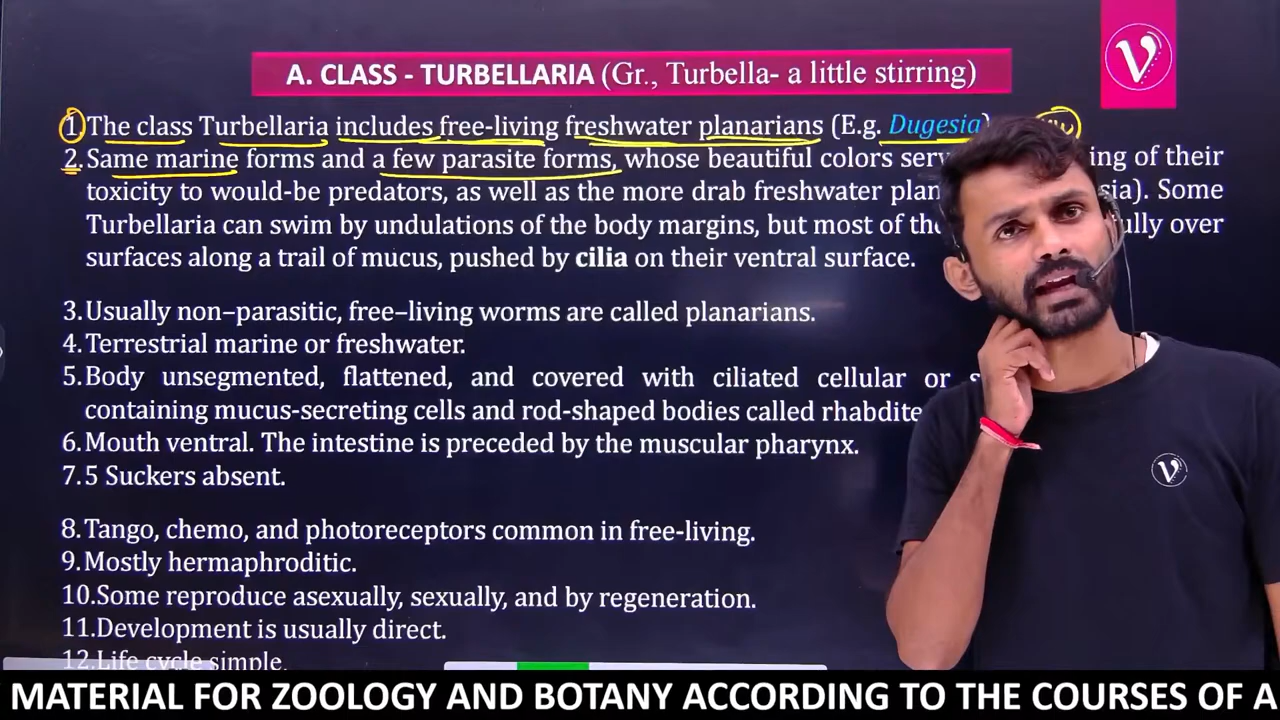 A. CLASS - TURBELLARIA (Gr., Turbella- a little stirring)
1. The class Turbellaria includes free-living freshwater planarians (E.g. Dugesia)
2. Same marine forms and a few parasite forms, whose beautiful colors ing of their
toxicity to would-be predators, as well as the more drab freshwater Some
Turbellaria can swim by undulations of the body margins, but most of over
surfaces along a trail of mucus, pushed by cilia on their ventral surface.
3. Usually non–parasitic, free–living worms are called planarians.
4. Terrestrial marine or freshwater.
5. Body unsegmented, flattened, and covered with ciliated cellular or
containing mucus-secreting cells and rod-shaped bodies called rhabdite
6. Mouth ventral. The intestine is preceded by the muscular pharynx.
7.5 Suckers absent.
8. Tango, chemo, and photoreceptors common in free-living.
9. Mostly hermaphroditic.
10.Some reproduce asexually, sexually, and by regeneration.
11.Development is usually direct.
12.Life cycle simple.
MATERIAL FOR ZOOLOGY AND BOTANY ACCORDING TO THE COURSES OF A